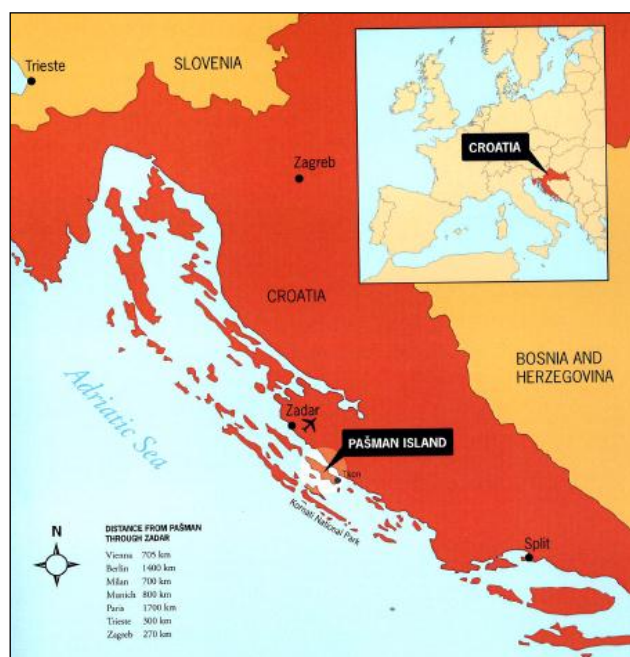 Trieste
SLOVENIA
Zagreb
CROATIA
CROATIA
BOSNIA AND
HERZEGOVINA
Adriatic Sea
Zadar
PAŠMAN ISLAND
Tkon
Kornati National Park
Split
N
DISTANCE FROM PAŠMAN
THROUGH ZADAR
Vienna 705 km
Berlin 1400 km
Milan 700 km
Munich 800 km
Paris 1700 km
Trieste 300 km
Zagreb 270 km